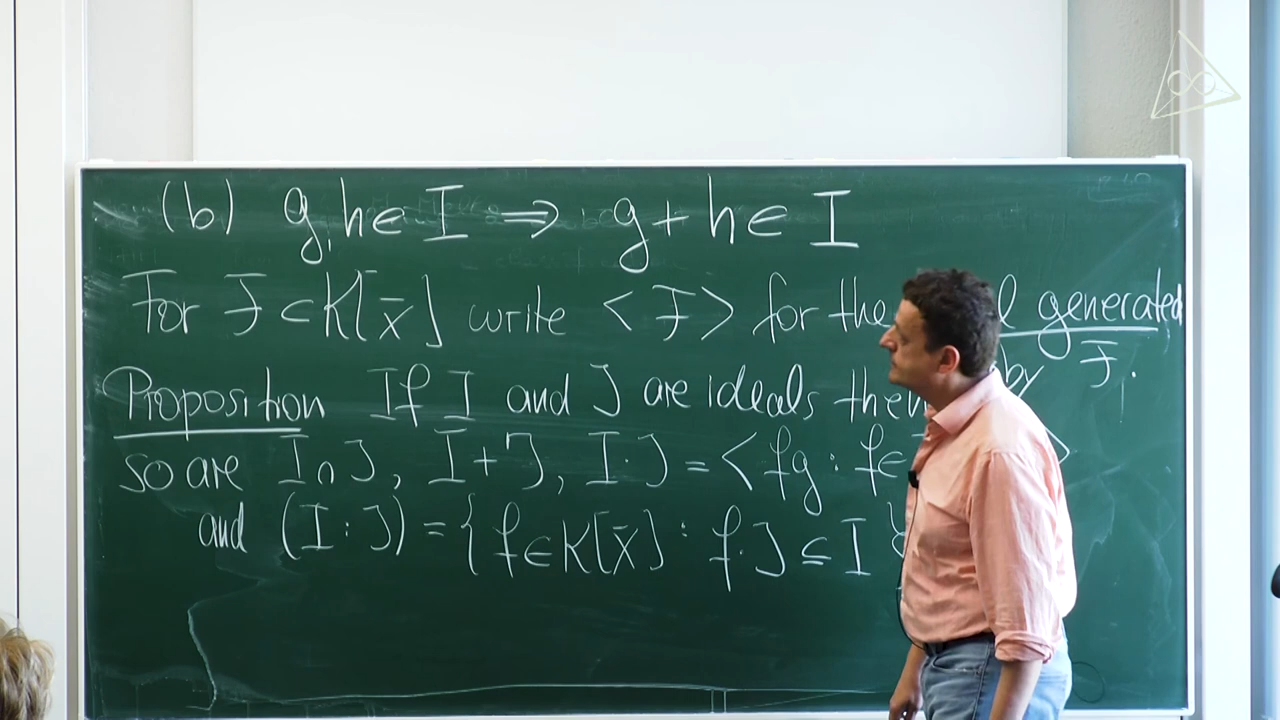 (b) g, h ∈ I ⇒ g + h ∈ I
For F ⊂ K[x̄] write <F> for the l generated
by F.
Proposition If I and J are ideals then
so are I ∩ J, I + J, I · J = <fg : f ∈ >
and (I : J) = {f ∈ K[x̄] : f · J ⊆ I}